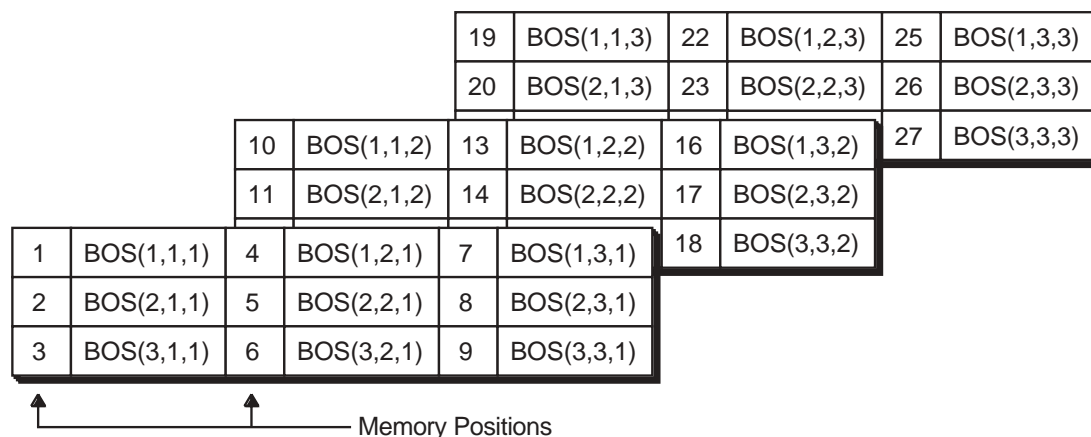 19 BOS(1,1,3) 22 BOS(1,2,3) 25 BOS(1,3,3)
20 BOS(2,1,3) 23 BOS(2,2,3) 26 BOS(2,3,3)
27 BOS(3,3,3)
10 BOS(1,1,2) 13 BOS(1,2,2) 16 BOS(1,3,2)
11 BOS(2,1,2) 14 BOS(2,2,2) 17 BOS(2,3,2)
18 BOS(3,3,2)
1 BOS(1,1,1) 4 BOS(1,2,1) 7 BOS(1,3,1)
2 BOS(2,1,1) 5 BOS(2,2,1) 8 BOS(2,3,1)
3 BOS(3,1,1) 6 BOS(3,2,1) 9 BOS(3,3,1)
Memory Positions